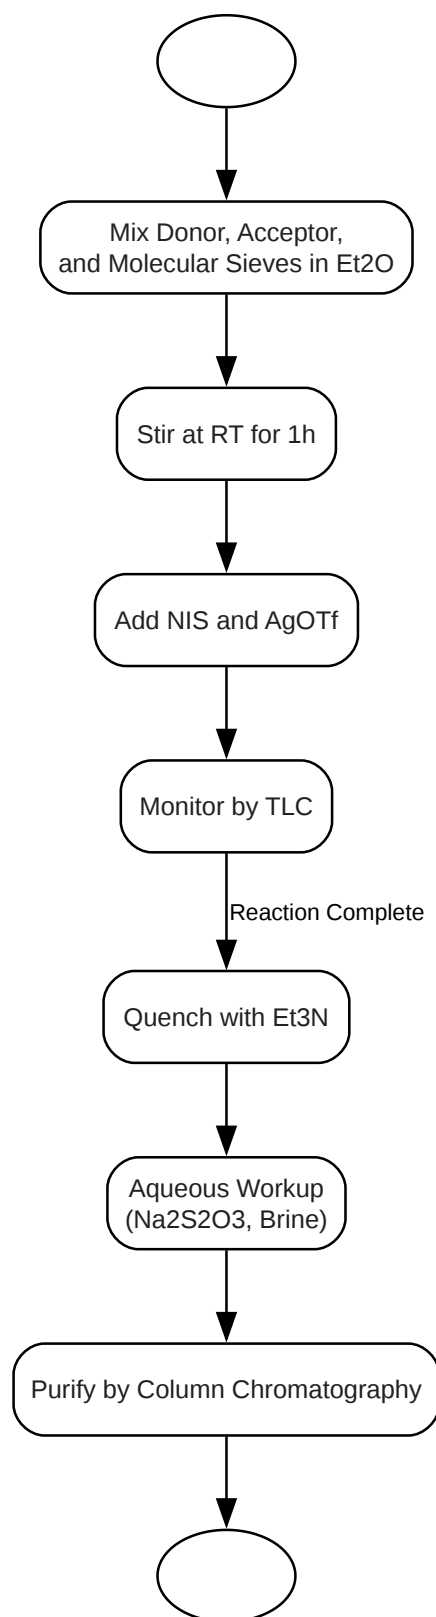 Mix Donor, Acceptor,
and Molecular Sieves in Et2O
Stir at RT for 1h
Add NIS and AgOTf
Monitor by TLC
Reaction Complete
Quench with Et3N
Aqueous Workup
(Na2S2O3, Brine)
Purify by Column Chromatography